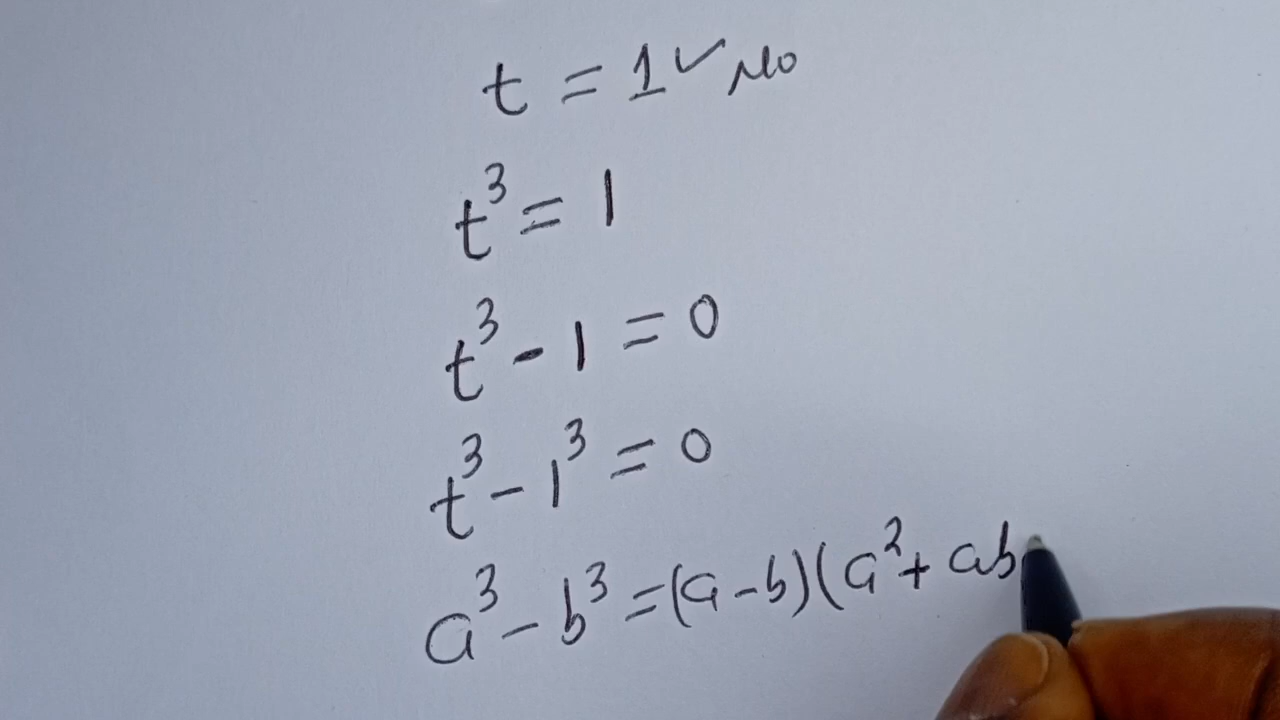 t = 1 ✓ No
t³ = 1
t³ - 1 = 0
t³ - 1³ = 0
a³ - b³ = (a - b)(a² + ab